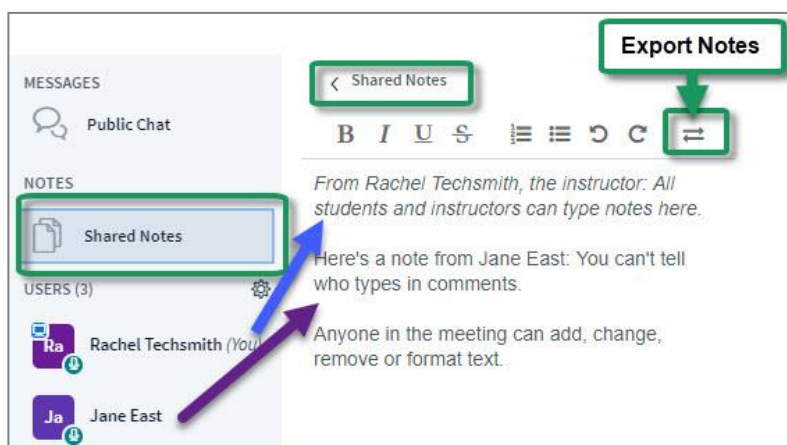 Export Notes
MESSAGES
Public Chat
NOTES
Shared Notes
USERS (3)
Ra
Rachel Techsmith (You)
Ja
Jane East
Shared Notes
B I U S
From Rachel Techsmith, the instructor: All
students and instructors can type notes here.
Here's a note from Jane East: You can't tell
who types in comments.
Anyone in the meeting can add, change,
remove or format text.